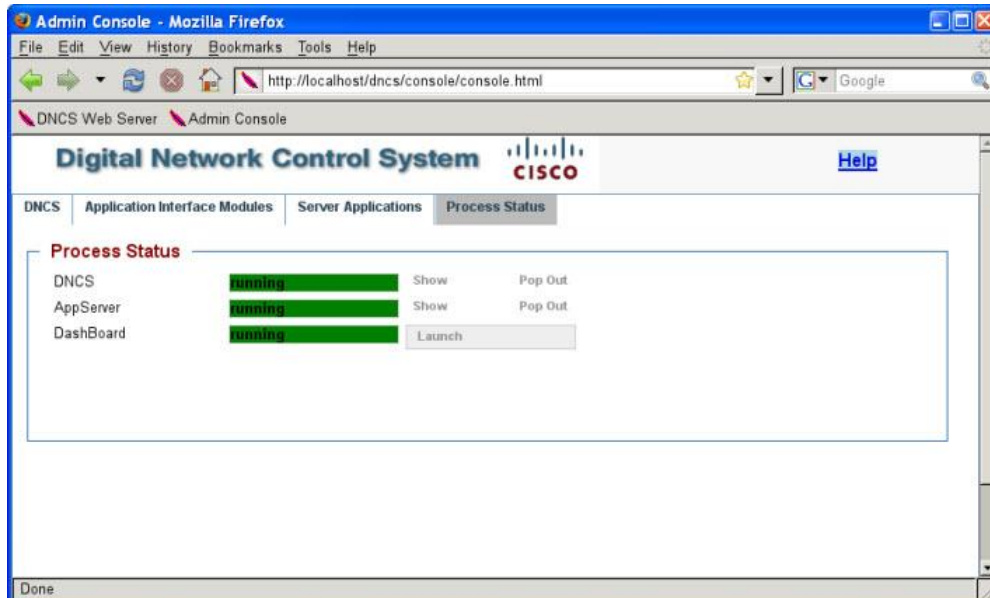 Admin Console - Mozilla Firefox
File Edit View History Bookmarks Tools Help
http://localhost/dncs/console/console.html
G Google
DNCS Web Server Admin Console
Digital Network Control System
CISCO
Help
DNCS Application Interface Modules Server Applications Process Status
Process Status
DNCS running Show Pop Out
AppServer running Show Pop Out
DashBoard running Launch
Done